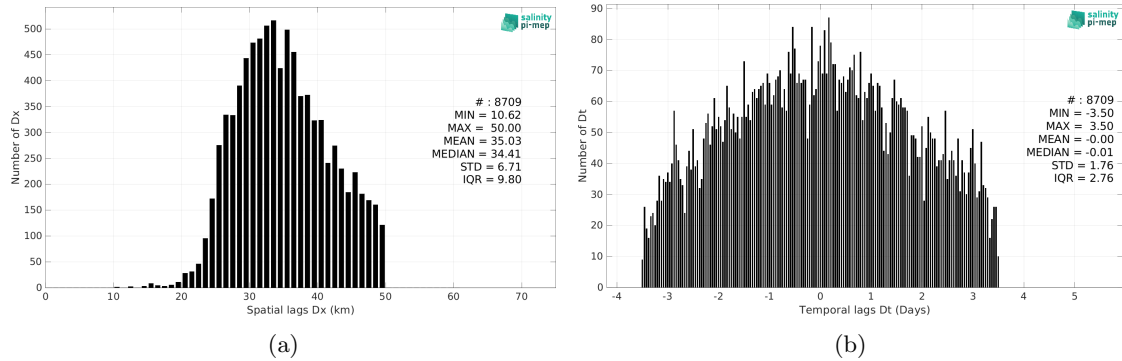 salinity
pi-mep
500
450
400
350
300
250
200
150
100
50
0
Number of Dx
# : 8709
MIN = 10.62
MAX = 50.00
MEAN = 35.03
MEDIAN = 34.41
STD = 6.71
IQR = 9.80
0 10 20 30 40 50 60 70
Spatial lags Dx (km)
(a)
salinity
pi-mep
90
80
70
60
50
40
30
20
10
0
Number of Dt
# : 8709
MIN = -3.50
MAX = 3.50
MEAN = -0.00
MEDIAN = -0.01
STD = 1.76
IQR = 2.76
-4 -3 -2 -1 0 1 2 3 4 5
Temporal lags Dt (Days)
(b)